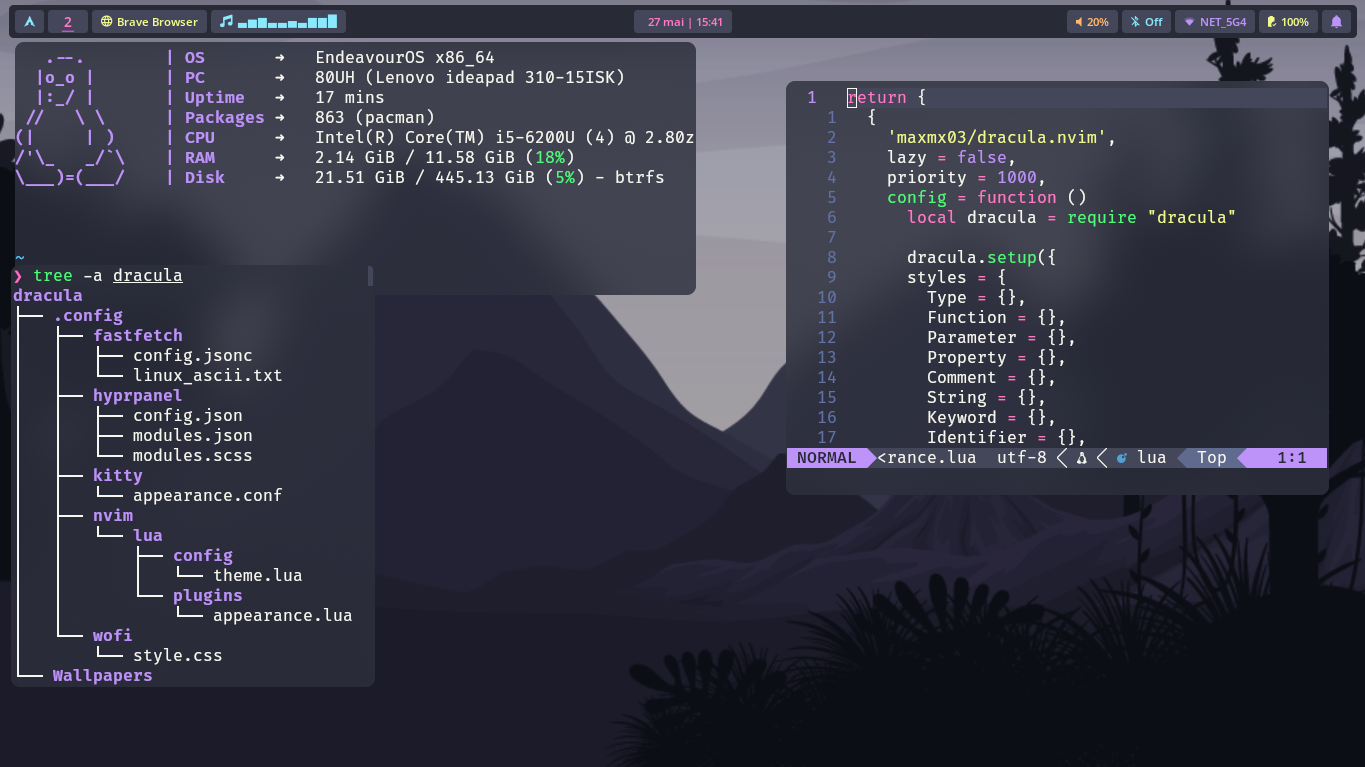 2 Brave Browser 27 mai | 15:41 20% Off NET_5G4 100%
.--. | OS ➜ EndeavourOS x86_64
|o_o | | PC ➜ 80UH (Lenovo ideapad 310-15ISK)
|:_/ | | Uptime ➜ 17 mins
// \ \ | Packages ➜ 863 (pacman)
(| | ) | CPU ➜ Intel(R) Core(TM) i5-6200U (4) @ 2.80z
/'\_ _/`\ | RAM ➜ 2.14 GiB / 11.58 GiB (18%)
\___)=(___/ | Disk ➜ 21.51 GiB / 445.13 GiB (5%) - btrfs
~
❯ tree -a dracula
dracula
├── .config
│   ├── fastfetch
│   │   ├── config.jsonc
│   │   └── linux_ascii.txt
│   ├── hyprpanel
│   │   ├── config.json
│   │   ├── modules.json
│   │   └── modules.scss
│   ├── kitty
│   │   └── appearance.conf
│   ├── nvim
│   │   └── lua
│   │       ├── config
│   │       │   └── theme.lua
│   │       └── plugins
│   │           └── appearance.lua
│   └── wofi
│       └── style.css
└── Wallpapers
1 return {
1 {
2 'maxmx03/dracula.nvim',
3 lazy = false,
4 priority = 1000,
5 config = function ()
6 local dracula = require "dracula"
7
8 dracula.setup({
9 styles = {
10 Type = {},
11 Function = {},
12 Parameter = {},
13 Property = {},
14 Comment = {},
15 String = {},
16 Keyword = {},
17 Identifier = {},
NORMAL <rance.lua utf-8 lua Top 1:1